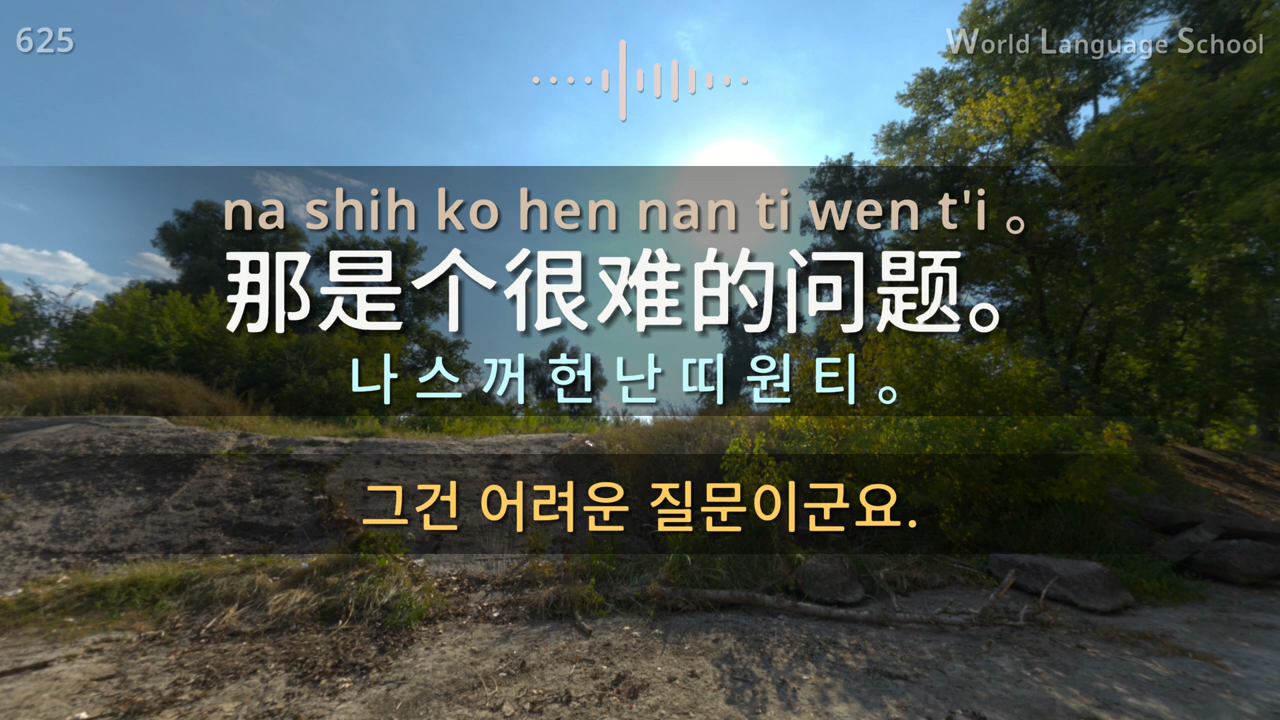 625
World Language School
na shih ko hen nan ti wen t'i 。
那是个很难的问题。
나 스 꺼 헌 난 띠 원 티 。
그건 어려운 질문이군요.